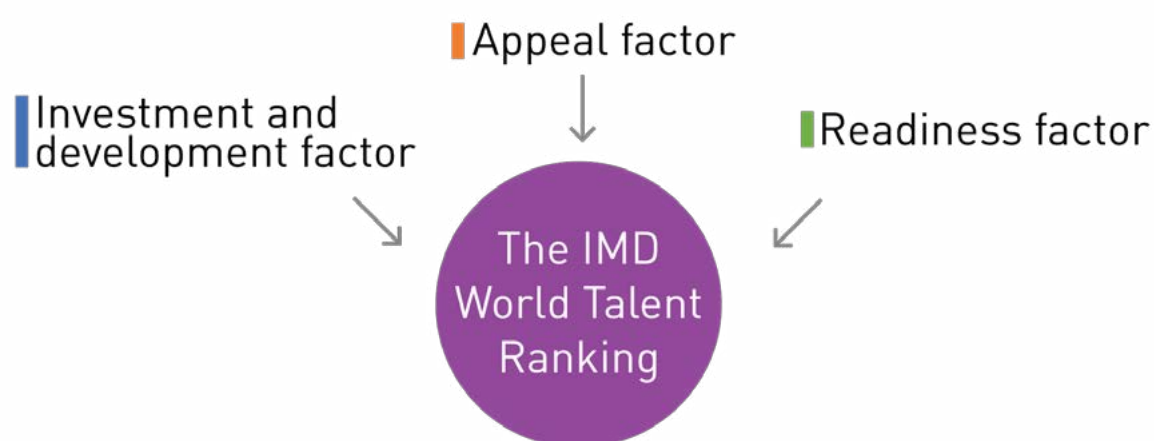 Appeal factor
Investment and
development factor
Readiness factor
The IMD
World Talent
Ranking